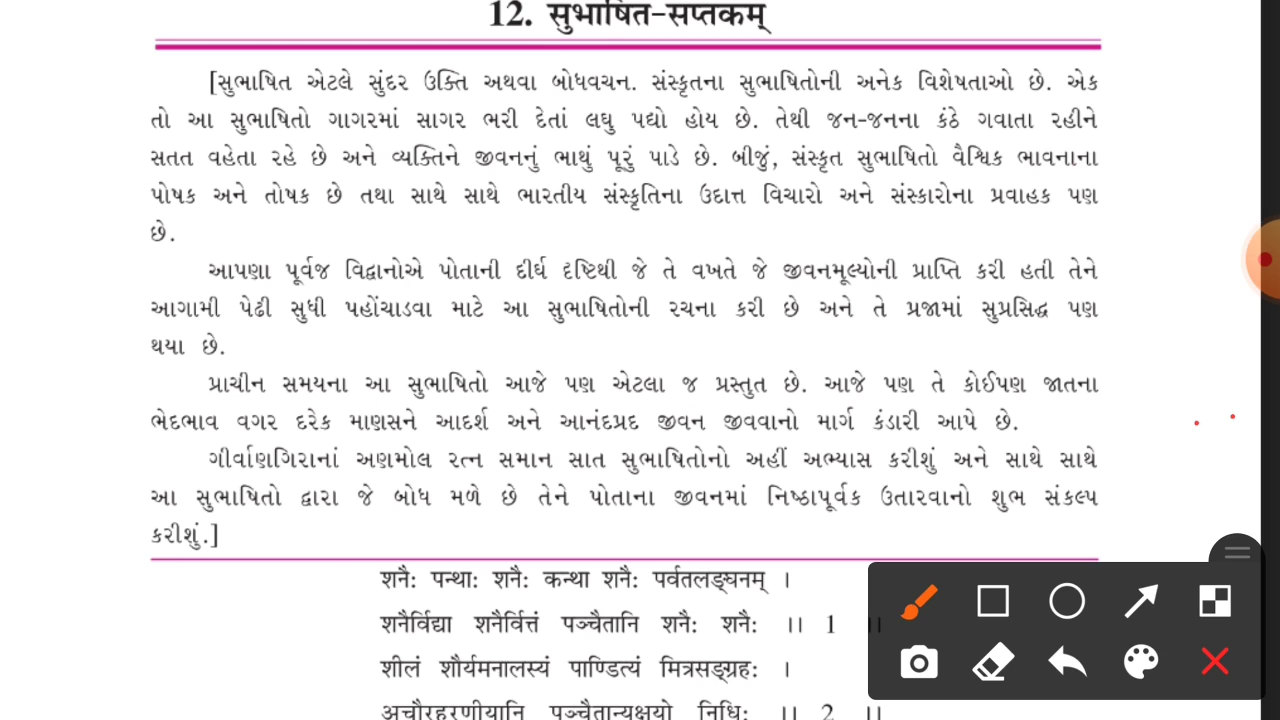 12. सुभाषित-सप्तकम्
[સુભાષિત એટલે સુંદર ઉક્તિ અથવા બોધવચન. સંસ્કૃતના સુભાષિતોની અનેક વિશેષતાઓ છે. એક
તો આ સુભાષિતો ગાગરમાં સાગર ભરી દેતાં લઘુ પદ્યો હોય છે. તેથી જન-જનના કંઠે ગવાતા રહીને
સતત વહેતા રહે છે અને વ્યક્તિને જીવનનું ભાથું પૂરું પાડે છે. બીજું, સંસ્કૃત સુભાષિતો વૈશ્વિક ભાવનાના
પોષક અને તોષક છે તથા સાથે સાથે ભારતીય સંસ્કૃતિના ઉદાત્ત વિચારો અને સંસ્કારોના પ્રવાહક પણ
છે.
આપણા પૂર્વજ વિદ્વાનોએ પોતાની દીર્ઘ દૃષ્ટિથી જે તે વખતે જે જીવનમૂલ્યોની પ્રાપ્તિ કરી હતી તેને
આગામી પેઢી સુધી પહોંચાડવા માટે આ સુભાષિતોની રચના કરી છે અને તે પ્રજામાં સુપ્રસિદ્ધ પણ
થયા છે.
પ્રાચીન સમયના આ સુભાષિતો આજે પણ એટલા જ પ્રસ્તુત છે. આજે પણ તે કોઈપણ જાતના
ભેદભાવ વગર દરેક માણસને આદર્શ અને આનંદપ્રદ જીવન જીવવાનો માર્ગ કંડારી આપે છે.
ગીર્વાણગિરાનાં અણમોલ રત્ન સમાન સાત સુભાષિતોનો અહીં અભ્યાસ કરીશું અને સાથે સાથે
આ સુભાષિતો દ્વારા જે બોધ મળે છે તેને પોતાના જીવનમાં નિષ્ઠાપૂર્વક ઉતારવાનો શુભ સંકલ્પ
કરીશું.]
शनैः पन्थाः शनैः कन्था शनैः पर्वतलङ्घनम् ।
शनैर्विद्या शनैर्वित्तं पञ्चैतानि शनैः शनैः ।। 1 ।।
शीलं शौर्यमनालस्यं पाण्डित्यं मित्रसङ्ग्रहः ।
अचौरहरणीयानि पञ्चैतान्यक्षयो निधिः ।। 2 ।।